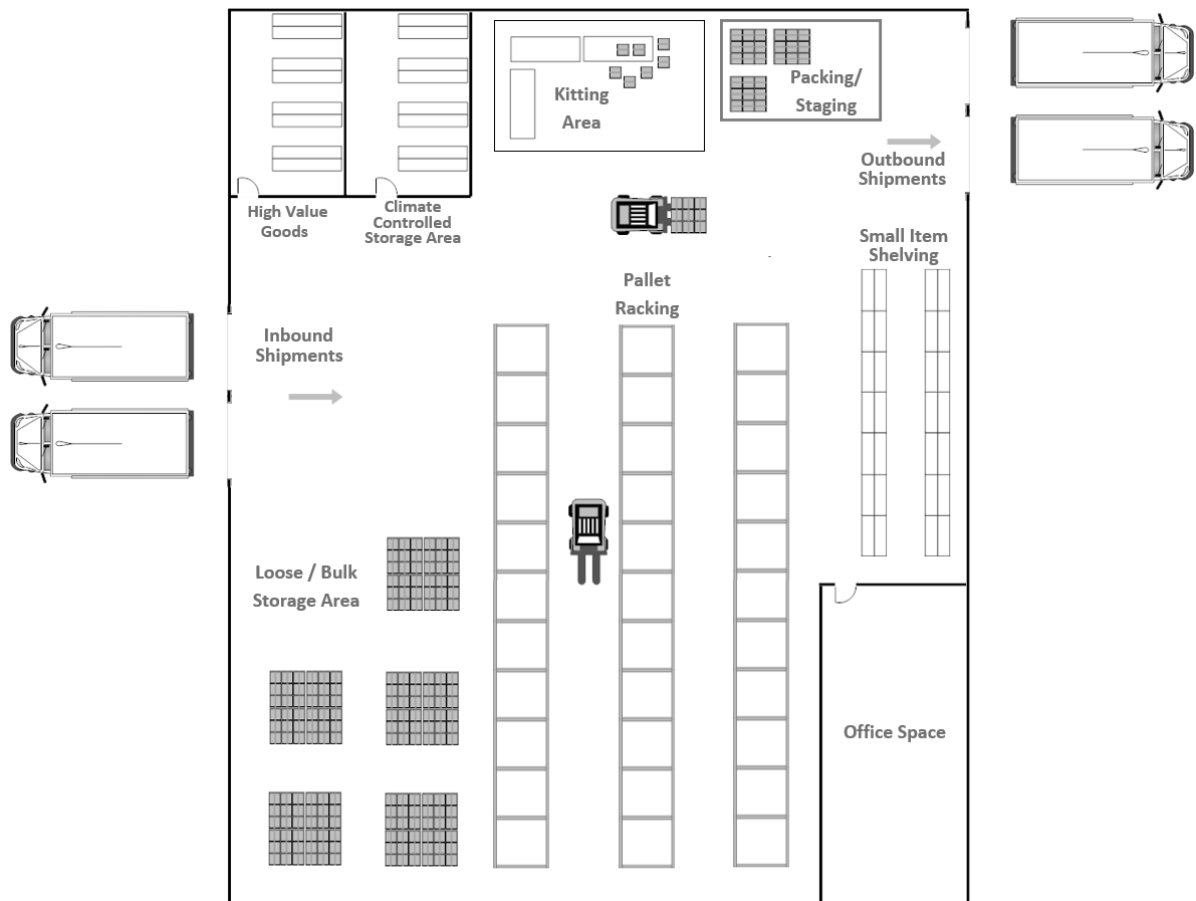 Kitting
Area
Packing/
Staging
Outbound
Shipments
High Value
Goods
Climate
Controlled
Storage Area
Small Item
Shelving
Pallet
Racking
Inbound
Shipments
Loose / Bulk
Storage Area
Office Space